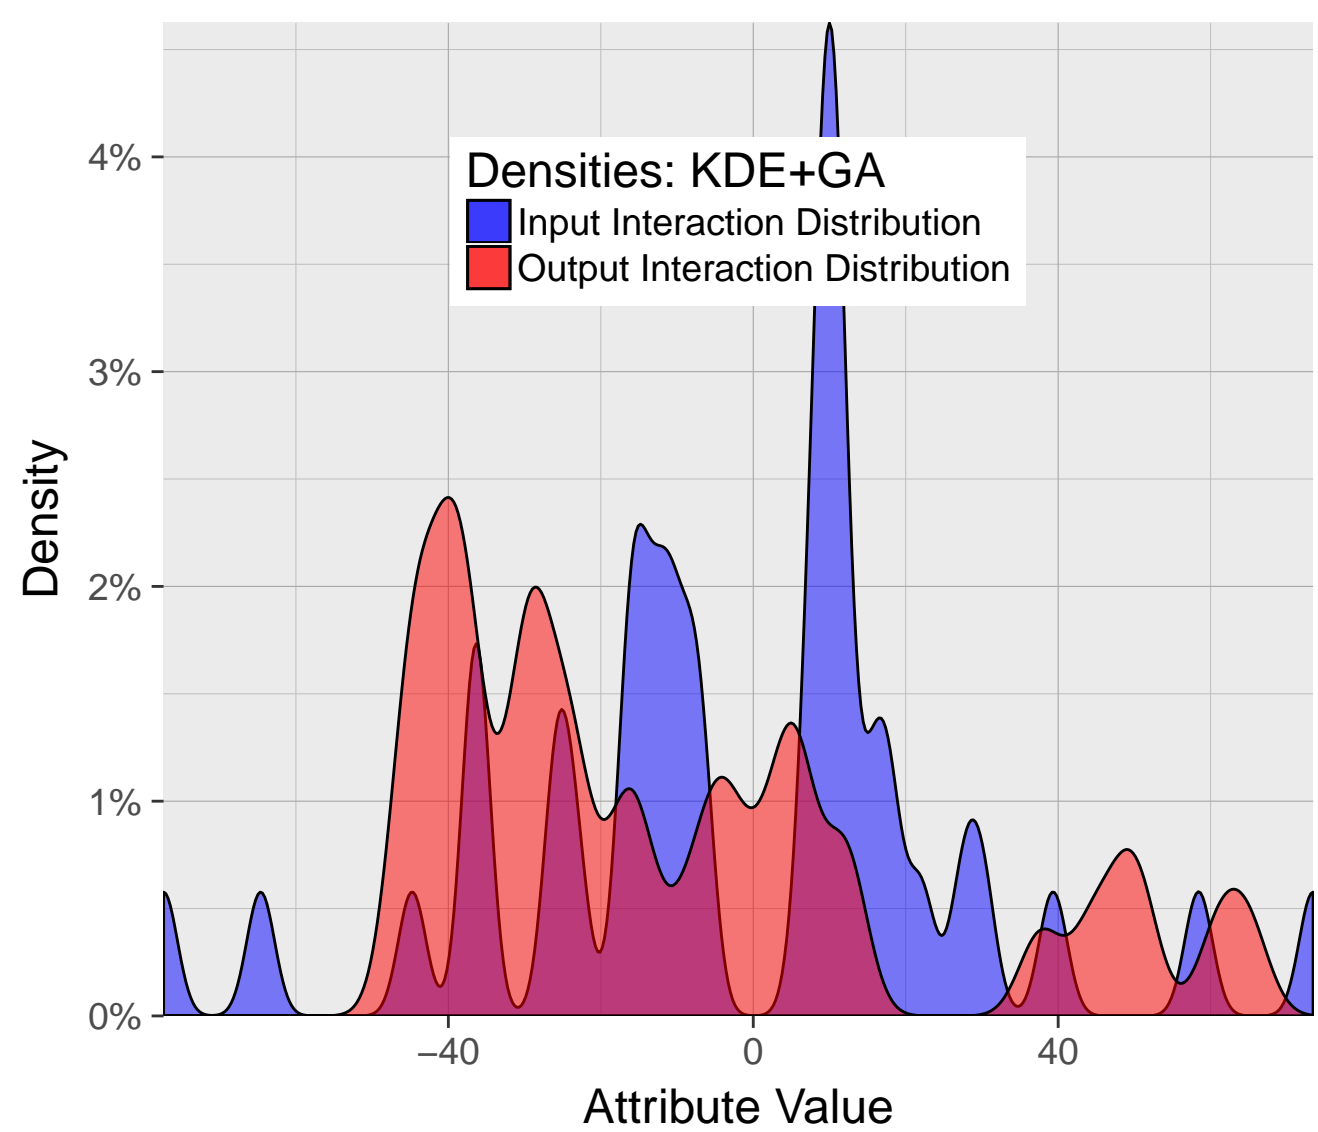 4%
3%
2%
1%
0%
Density
Densities: KDE+GA
Input Interaction Distribution
Output Interaction Distribution
−40
0
40
Attribute Value